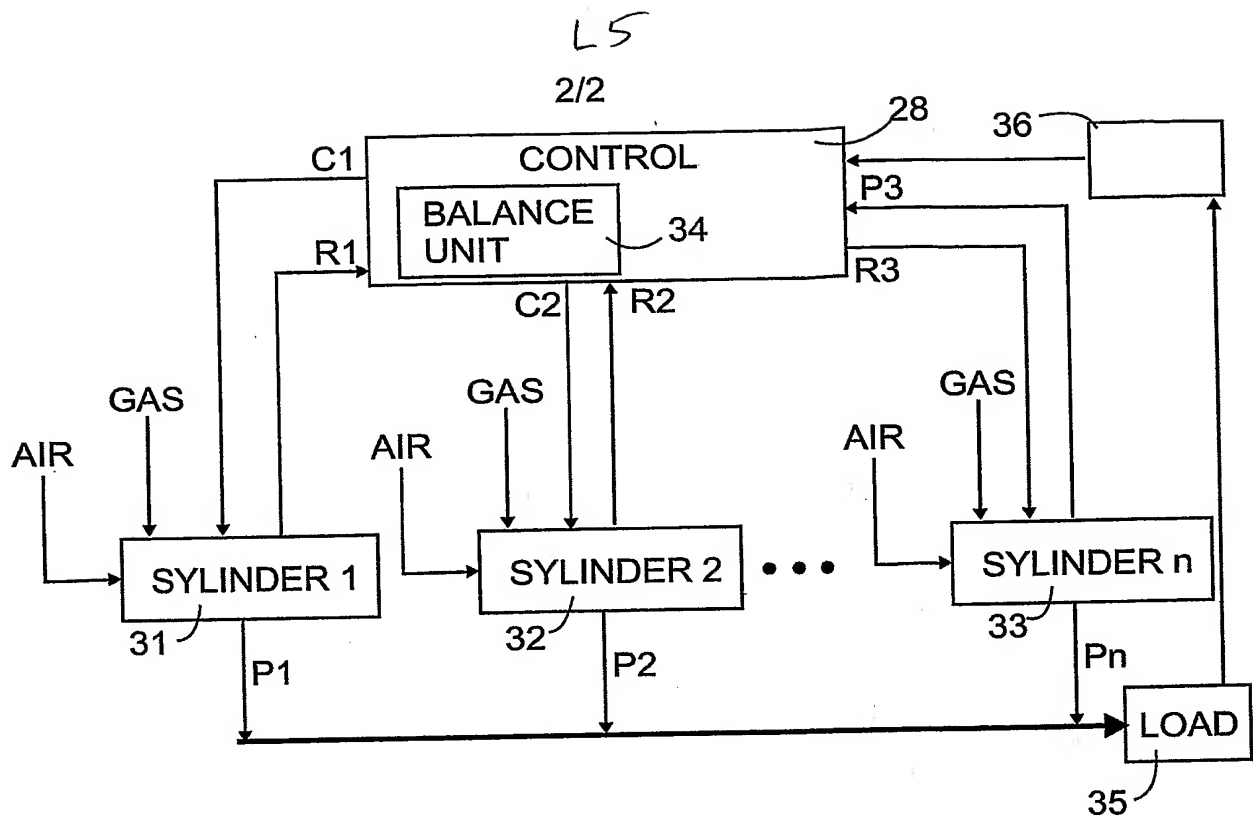 L5
2/2
28
36
C1
CONTROL
P3
BALANCE
UNIT
34
R1
R3
C2
R2
GAS
GAS
GAS
AIR
AIR
AIR
SYLINDER 1
SYLINDER 2
•••
SYLINDER n
31
32
33
P1
P2
Pn
LOAD
35